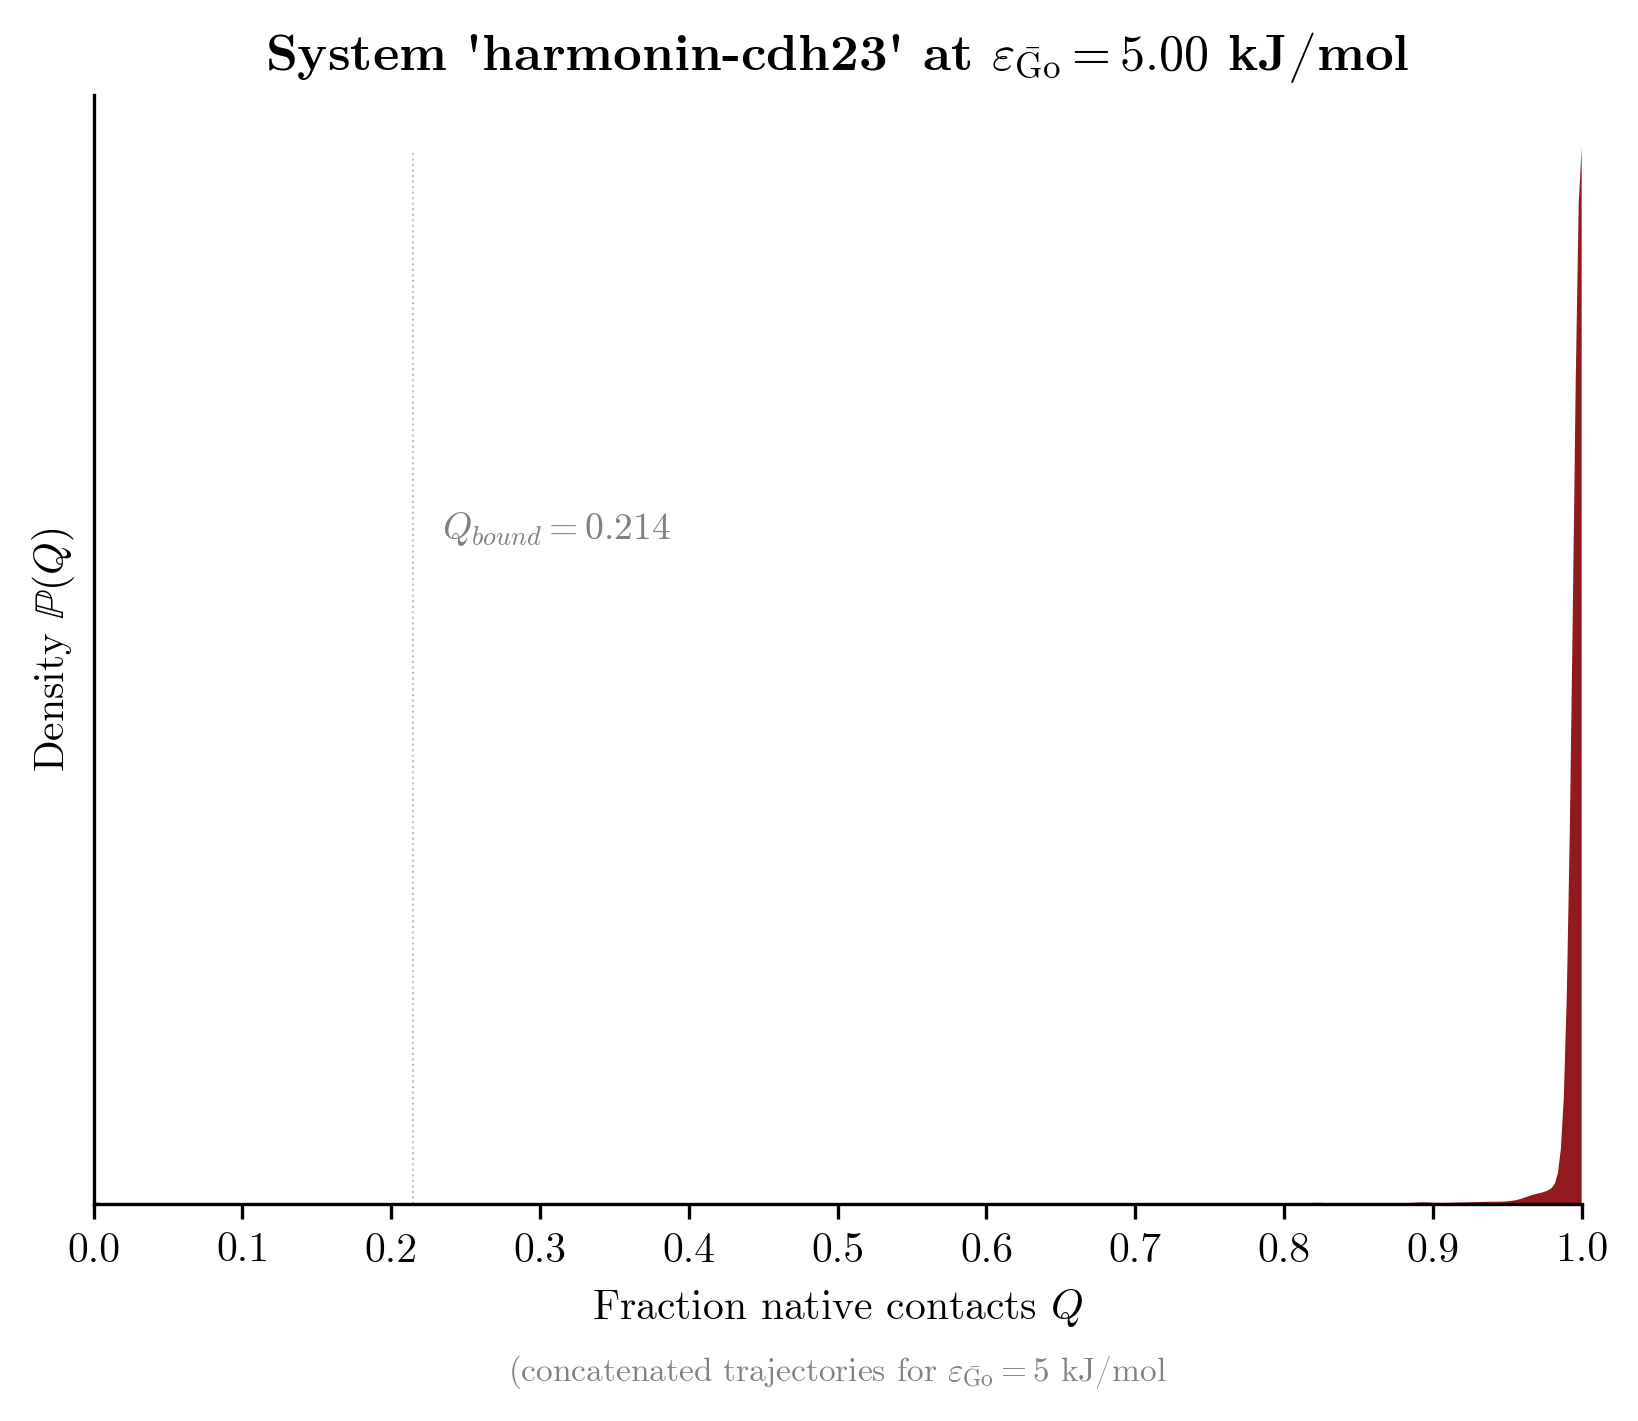 System 'harmonin-cdh23' at ε_Ḡo = 5.00 kJ/mol
Density ℙ(Q)
Q_bound = 0.214
0.0 0.1 0.2 0.3 0.4 0.5 0.6 0.7 0.8 0.9 1.0
Fraction native contacts Q
(concatenated trajectories for ε_Ḡo = 5 kJ/mol